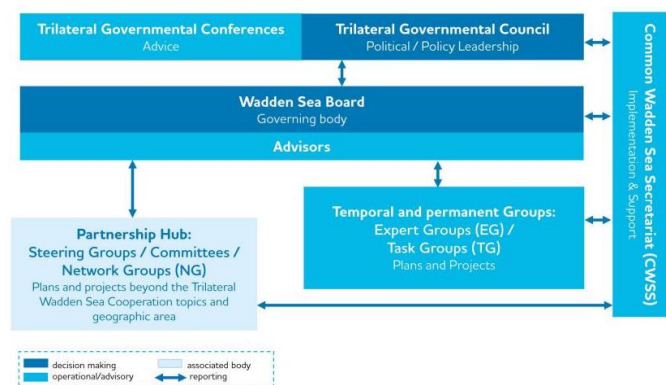 Trilateral Governmental Conferences
Advice
Trilateral Governmental Council
Political / Policy Leadership
Wadden Sea Board
Governing body
Advisors
Partnership Hub:
Steering Groups / Committees /
Network Groups (NG)
Plans and projects beyond the Trilateral
Wadden Sea Cooperation topics and
geographic area
Temporal and permanent Groups:
Expert Groups (EG) /
Task Groups (TG)
Plans and Projects
Common Wadden Sea Secretariat (CWSS)
Implementation & Support
decision making
operational/advisory
associated body
reporting